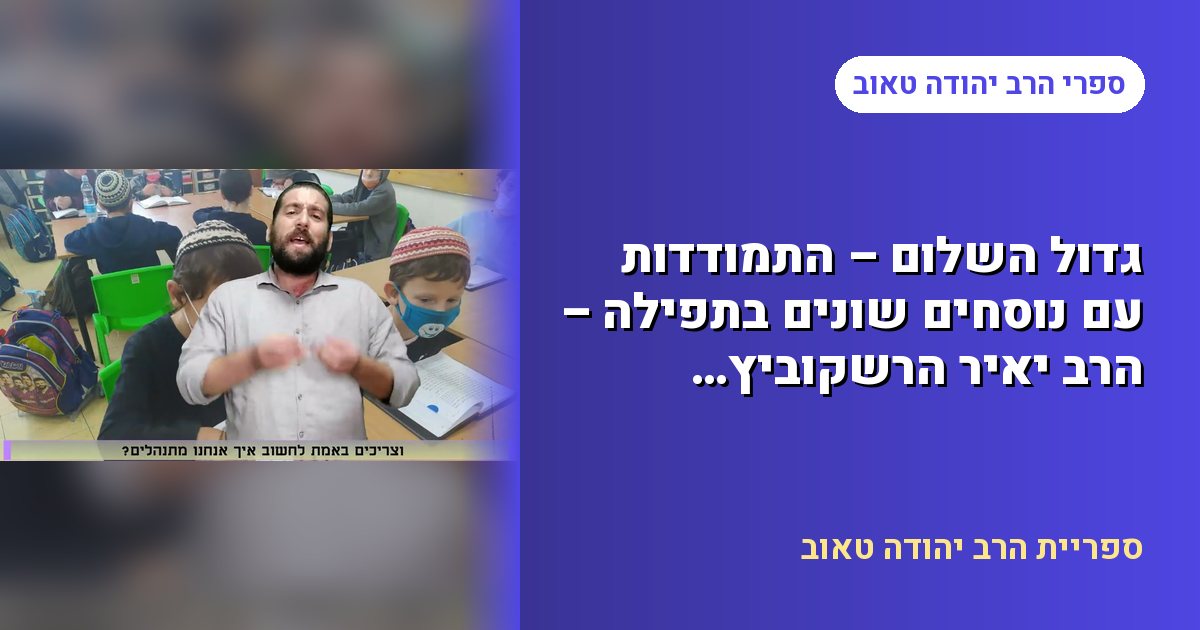 ספרי הרב יהודה טאוב
גדול השלום – התמודדות
עם נוסחים שונים בתפילה –
הרב יאיר הרשקוביץ...
ספריית הרב יהודה טאוב
וצריכים באמת לחשוב איך אנחנו מתנהלים?